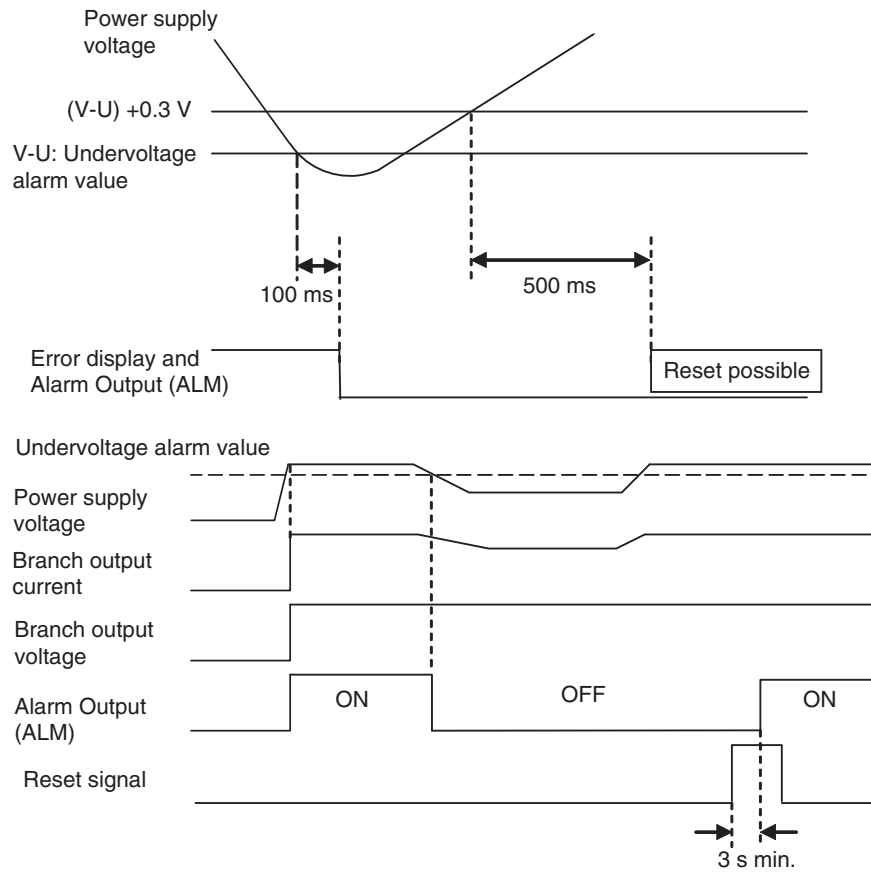 Power supply
voltage
(V-U) +0.3 V
V-U: Undervoltage
alarm value
100 ms
500 ms
Error display and
Alarm Output (ALM)
Reset possible
Undervoltage alarm value
Power supply
voltage
Branch output
current
Branch output
voltage
Alarm Output
(ALM)
ON
OFF
ON
Reset signal
3 s min.